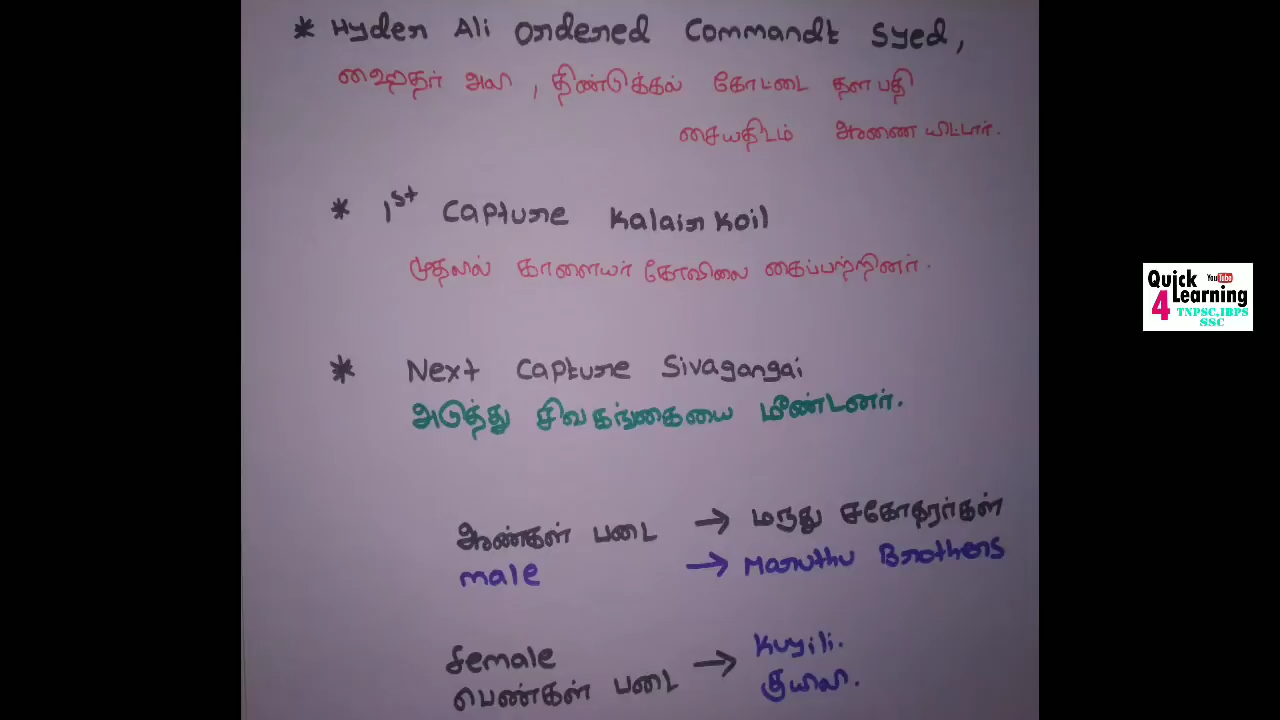 * Hyder Ali ordered Commandt Syed,
ஹைதர் அலி , திண்டுக்கல் கோட்டை தளபதி
சையதிடம் ஆணையிட்டார்.
* 1st Capture Kalair Koil
முதலில் காளையர் கோவிலை கைப்பற்றினர்.
* Next Capture Sivagangai
அடுத்து சிவகங்கையை மீண்டனர்.
ஆண்கள் படை → மருது சகோதரர்கள்
male → Maruthu Brothers
female → Kuyili.
பெண்கள் படை குயிலி.
Quick YouTube
4 Learning
TNPSC,IBPS
SSC